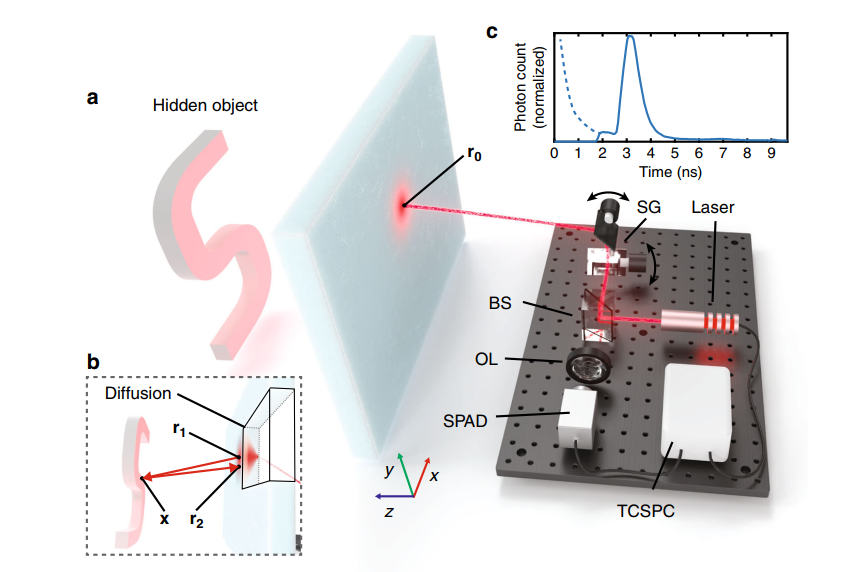 a
Hidden object
r0
c
Photon count
(normalized)
0 1 2 3 4 5 6 7 8 9
Time (ns)
SG
Laser
BS
OL
SPAD
TCSPC
b
Diffusion
r1
x
r2
y
x
z